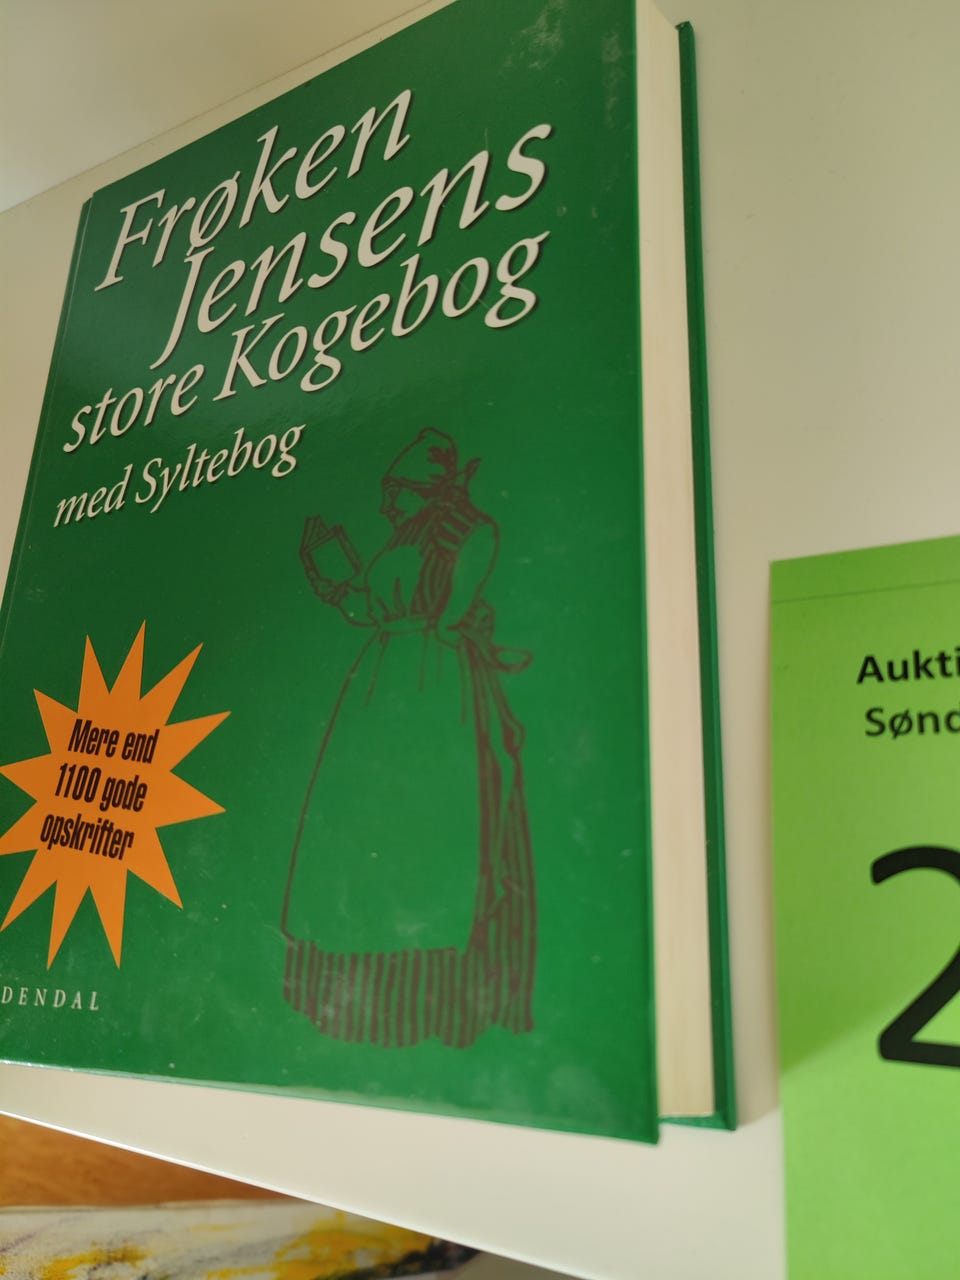 Frøken
Jensens
store Kogebog
med Syltebog
Mere end
1100 gode
opskrifter
DENDAL
Aukti
Sønd
2